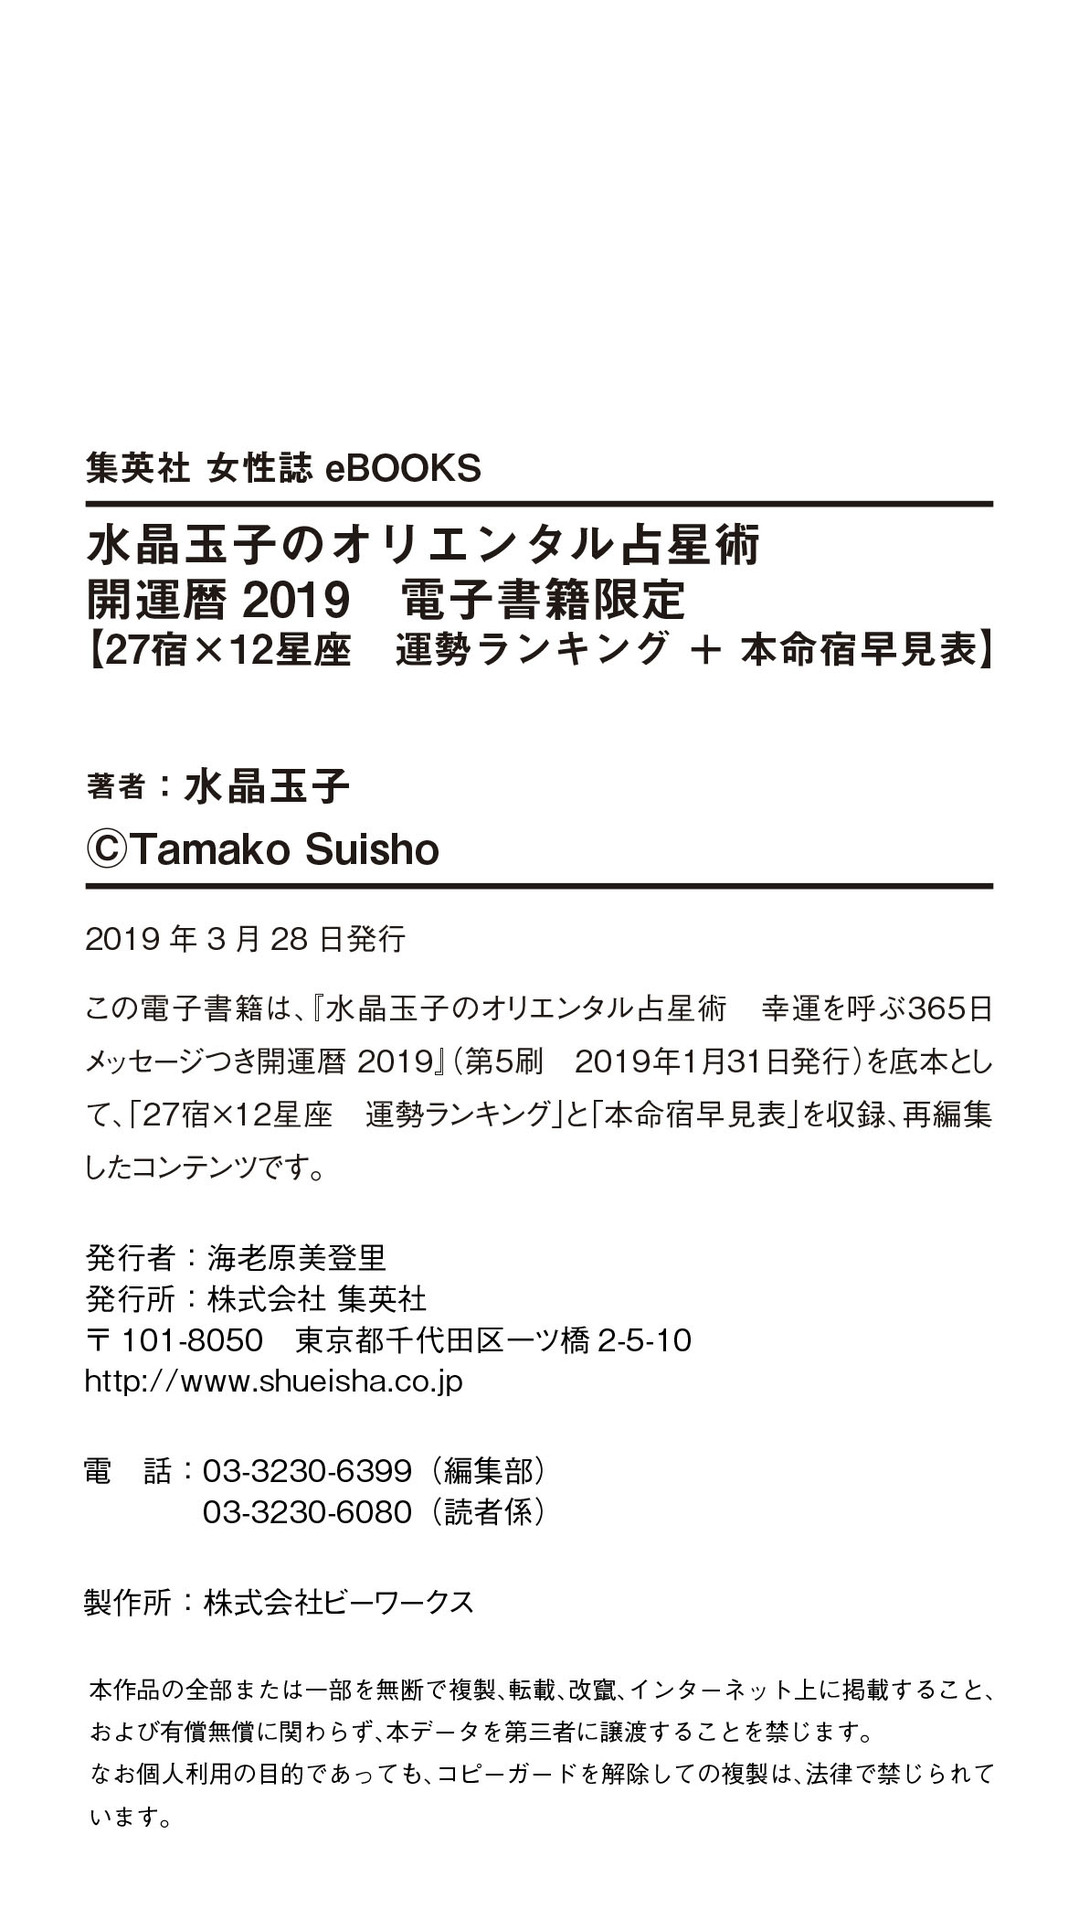 集英社 女性誌 eBOOKS
水晶玉子のオリエンタル占星術
開運暦 2019　電子書籍限定
【27宿×12星座　運勢ランキング ＋ 本命宿早見表】
著者：水晶玉子
ⒸTamako Suisho
2019 年 3 月 28 日発行
この電子書籍は、『水晶玉子のオリエンタル占星術　幸運を呼ぶ365日
メッセージつき開運暦 2019』（第5刷　2019年1月31日発行）を底本とし
て、「27宿×12星座　運勢ランキング」と「本命宿早見表」を収録、再編集
したコンテンツです。
発行者：海老原美登里
発行所：株式会社 集英社
〒 101-8050　東京都千代田区一ツ橋 2-5-10
http://www.shueisha.co.jp
電　話：03-3230-6399（編集部）
03-3230-6080（読者係）
製作所：株式会社ビーワークス
本作品の全部または一部を無断で複製、転載、改竄、インターネット上に掲載すること、
および有償無償に関わらず、本データを第三者に譲渡することを禁じます。
なお個人利用の目的であっても、コピーガードを解除しての複製は、法律で禁じられて
います。